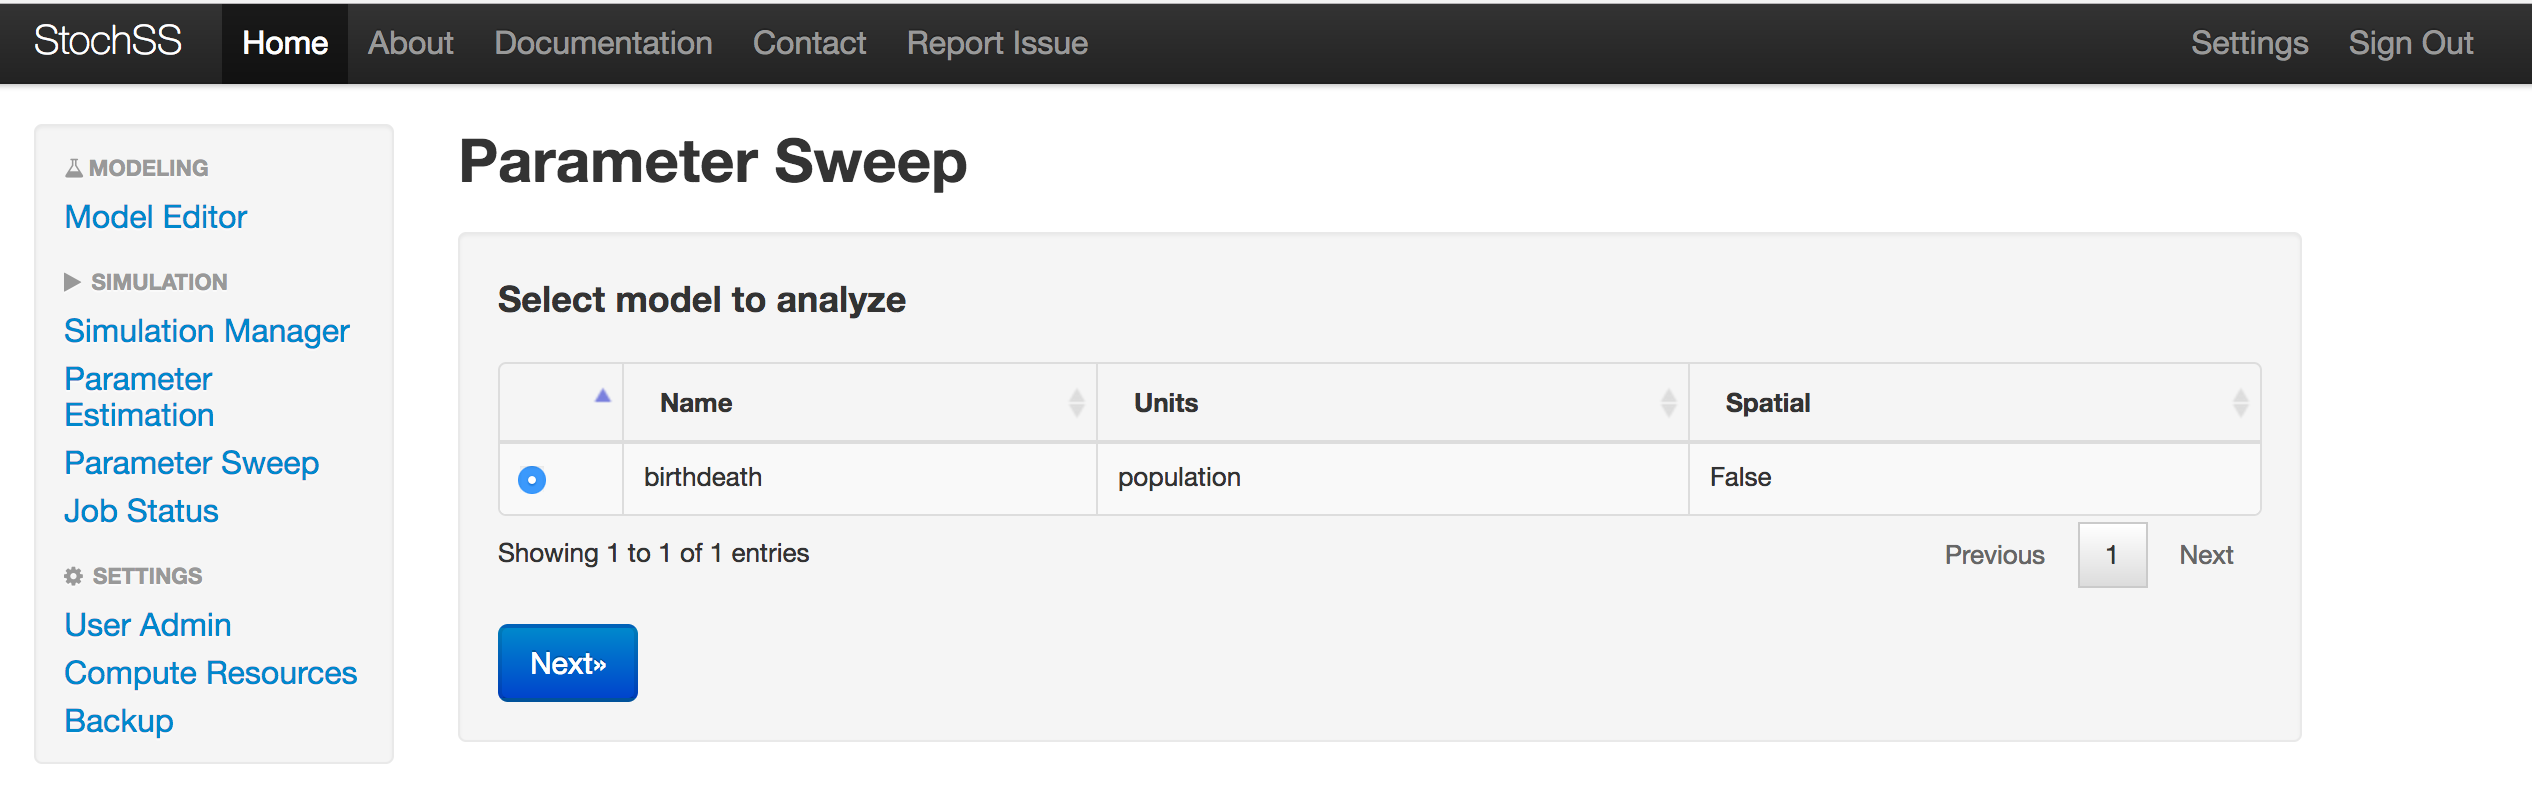 StochSS Home About Documentation Contact Report Issue Settings Sign Out
MODELING
Model Editor
SIMULATION
Simulation Manager
Parameter
Estimation
Parameter Sweep
Job Status
SETTINGS
User Admin
Compute Resources
Backup
Parameter Sweep
Select model to analyze
Name Units Spatial
birthdeath population False
Showing 1 to 1 of 1 entries
Previous 1 Next
Next»